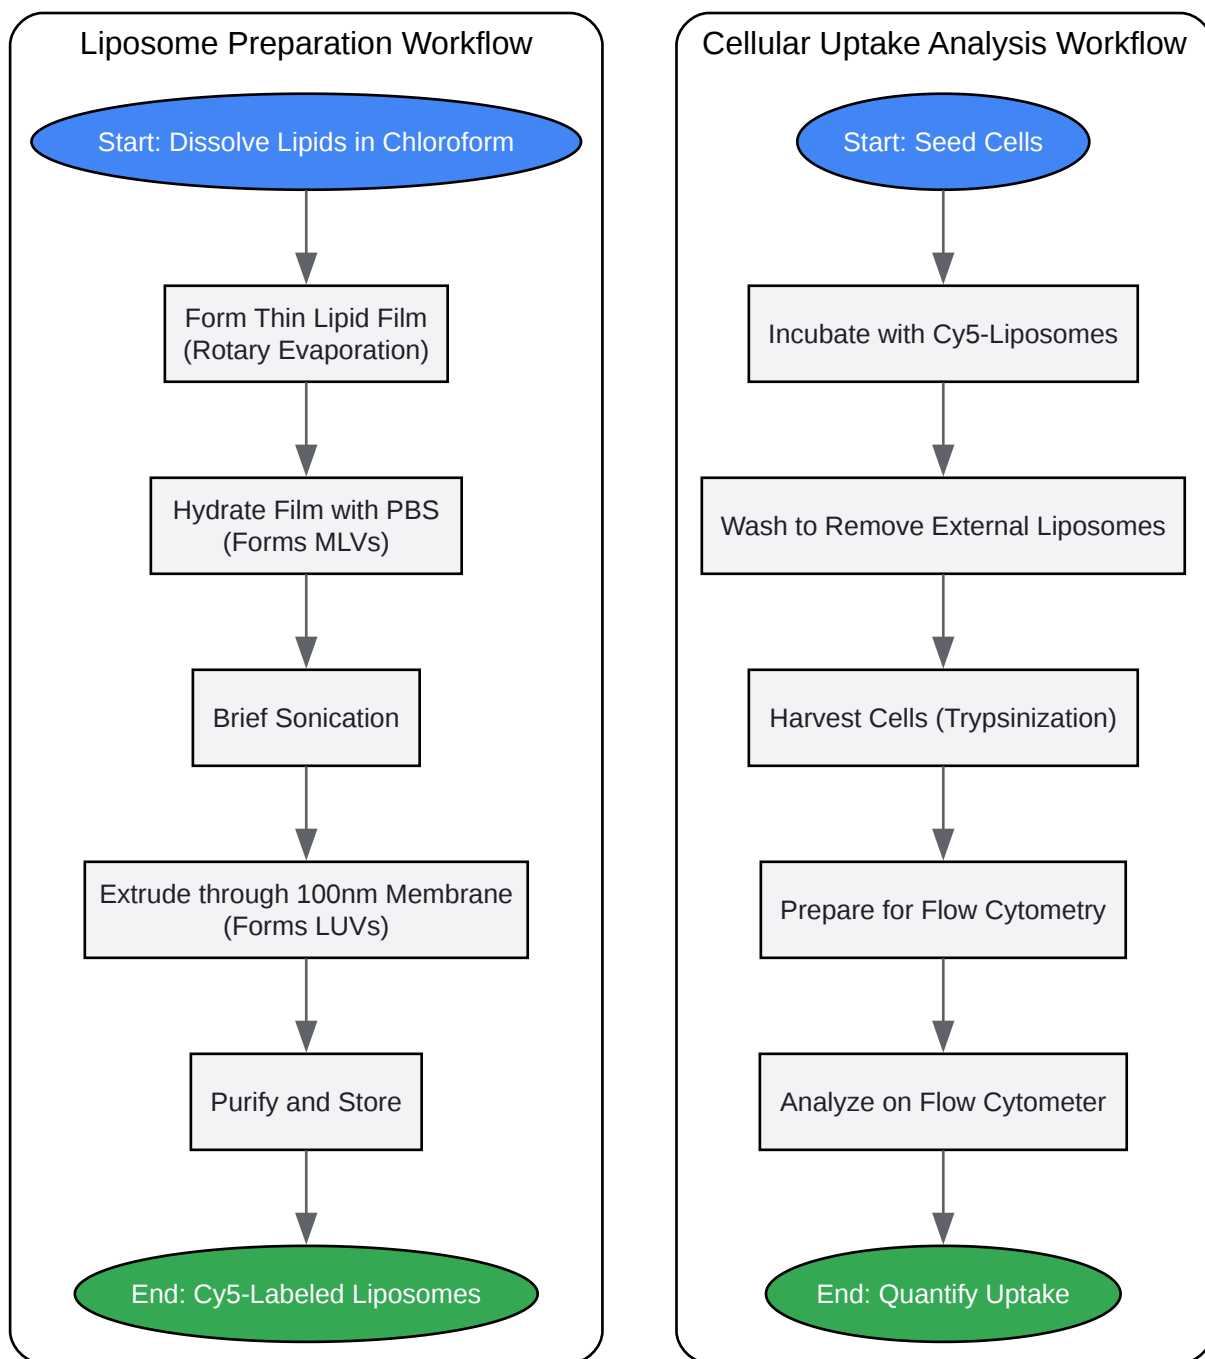 Liposome Preparation Workflow
Start: Dissolve Lipids in Chloroform
Form Thin Lipid Film
(Rotary Evaporation)
Hydrate Film with PBS
(Forms MLVs)
Brief Sonication
Extrude through 100nm Membrane
(Forms LUVs)
Purify and Store
End: Cy5-Labeled Liposomes
Cellular Uptake Analysis Workflow
Start: Seed Cells
Incubate with Cy5-Liposomes
Wash to Remove External Liposomes
Harvest Cells (Trypsinization)
Prepare for Flow Cytometry
Analyze on Flow Cytometer
End: Quantify Uptake